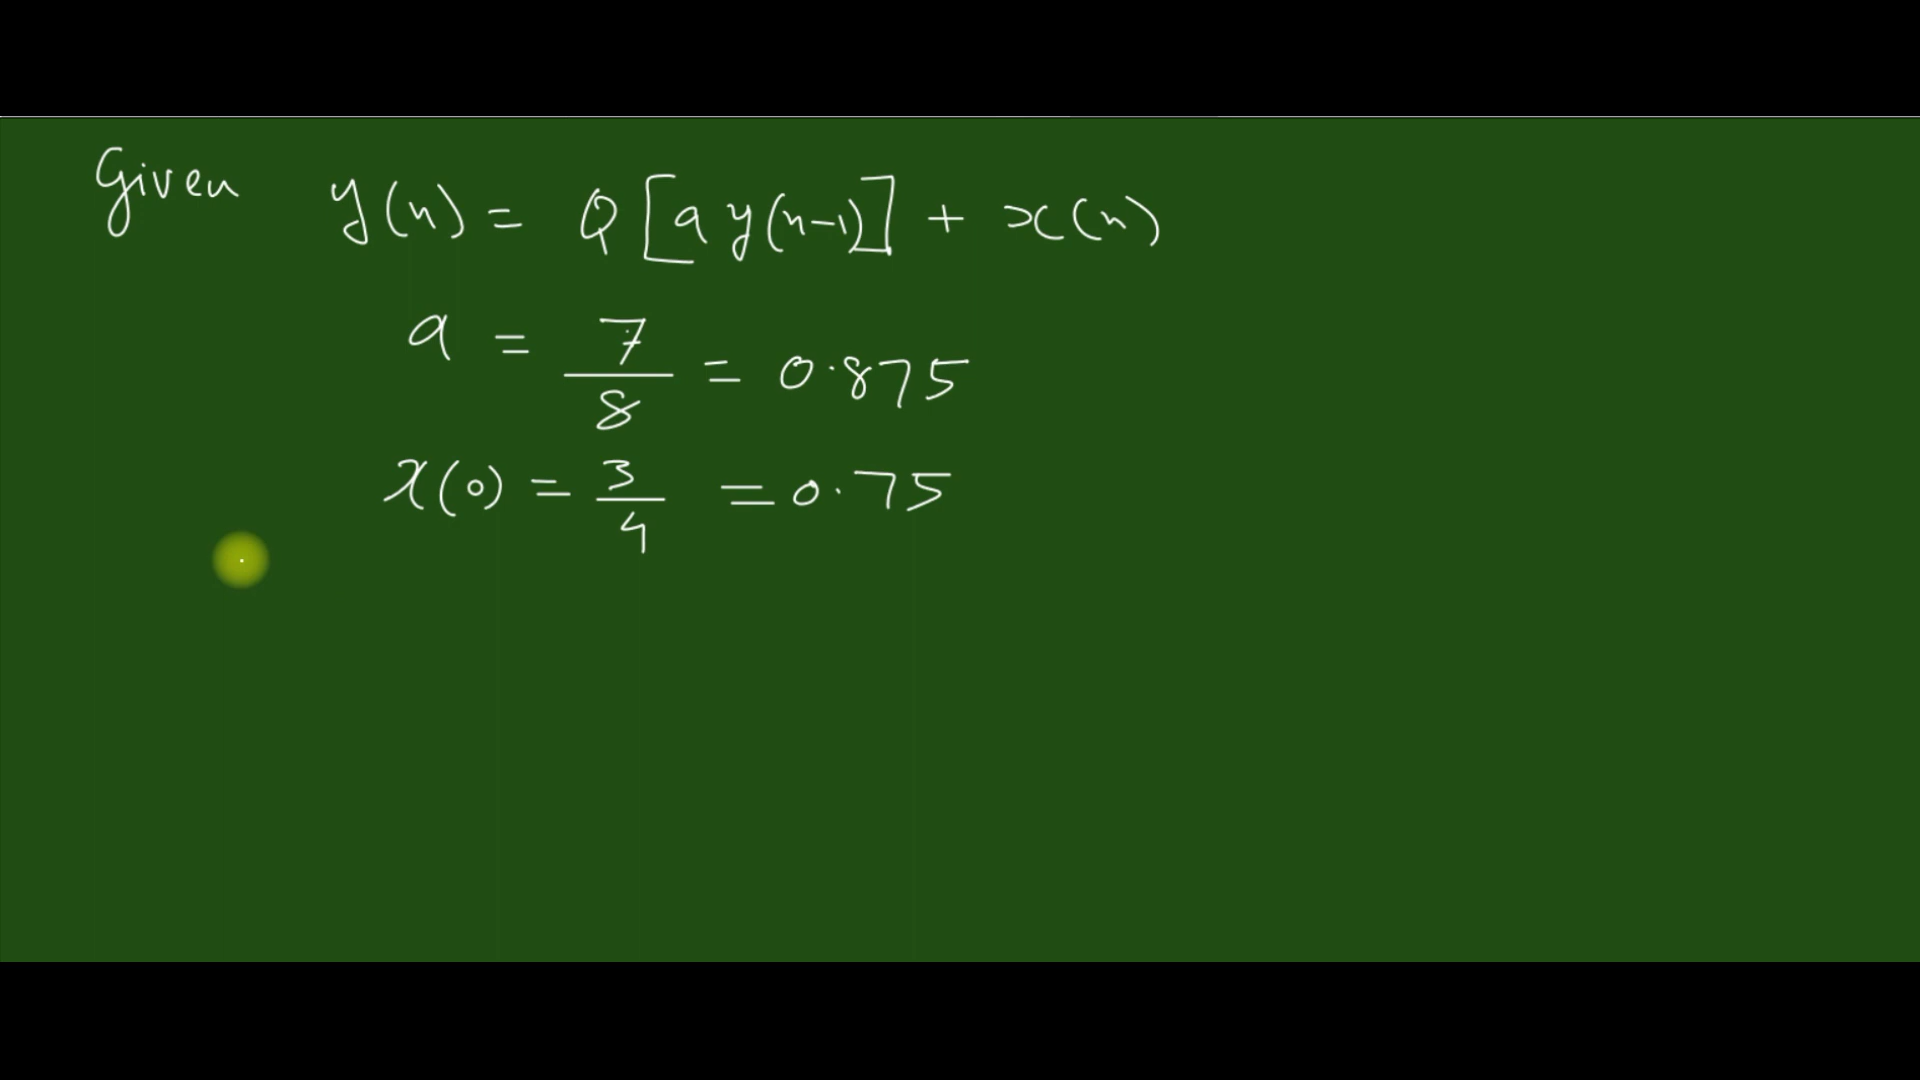 Given y(n) = Q[a y(n-1)] + x(n)
a = 7/8 = 0.875
x(0) = 3/4 = 0.75